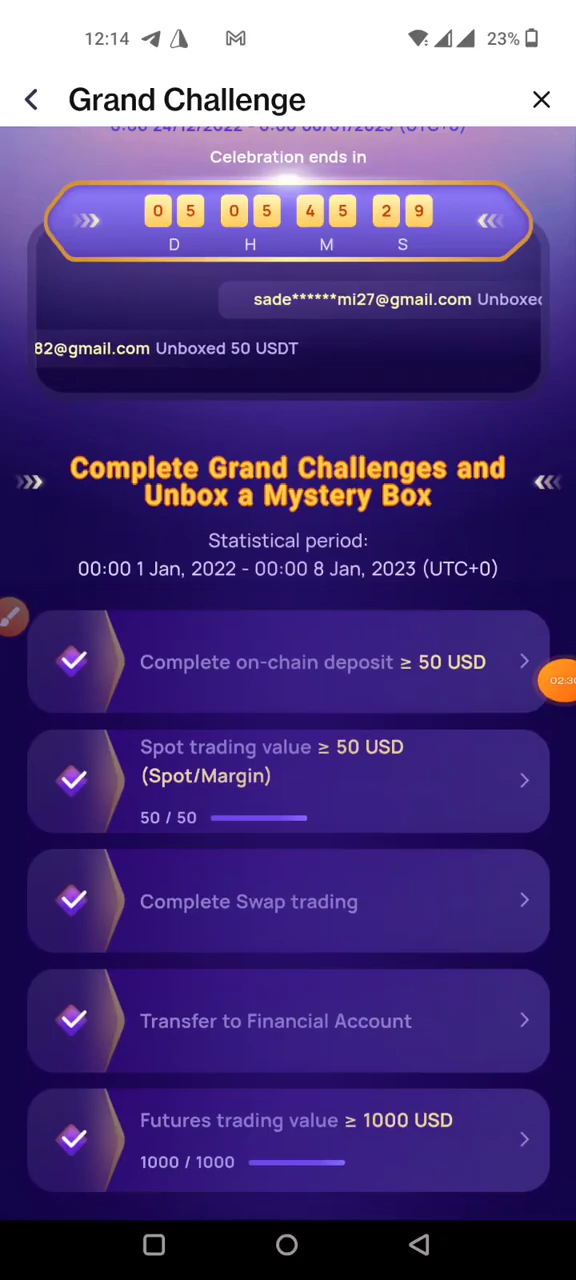 12:14
23%
Grand Challenge
Celebration ends in
0 5 0 5 4 5 2 9
D H M S
sade******mi27@gmail.com Unboxed
82@gmail.com Unboxed 50 USDT
Complete Grand Challenges and
Unbox a Mystery Box
Statistical period:
00:00 1 Jan, 2022 - 00:00 8 Jan, 2023 (UTC+0)
Complete on-chain deposit ≥ 50 USD
02:30
Spot trading value ≥ 50 USD
(Spot/Margin)
50 / 50
Complete Swap trading
Transfer to Financial Account
Futures trading value ≥ 1000 USD
1000 / 1000